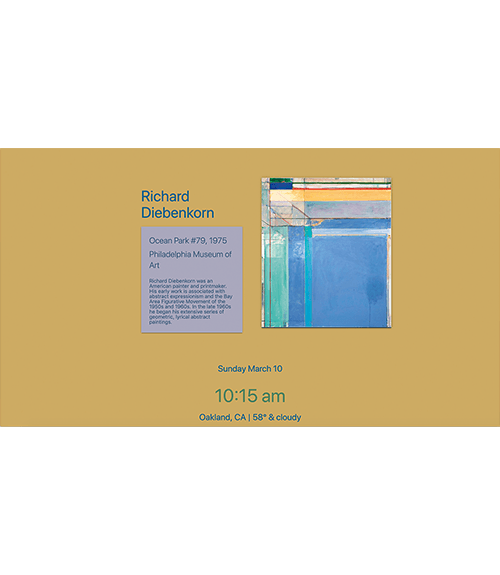 Richard
Diebenkorn
Ocean Park #79, 1975
Philadelphia Museum of
Art
Richard Diebenkorn was an
American painter and printmaker.
His early work is associated with
abstract expressionism and the Bay
Area Figurative Movement of the
1950s and 1960s. In the late 1960s
he began his extensive series of
geometric, lyrical abstract
paintings.
Sunday March 10
10:15 am
Oakland, CA | 58° & cloudy